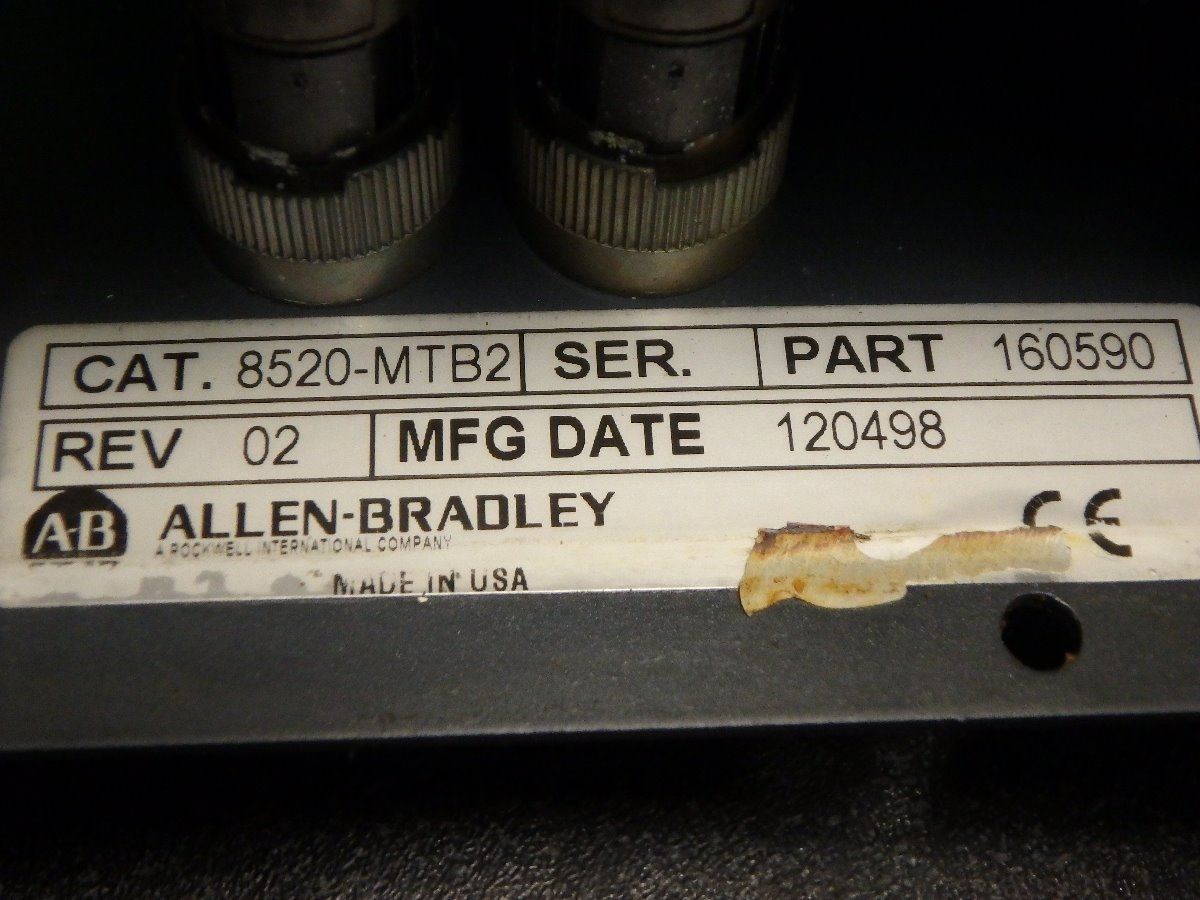 CAT. 8520-MTB2 SER. PART 160590
REV 02 MFG DATE 120498
A-B ALLEN-BRADLEY CE
A ROCKWELL INTERNATIONAL COMPANY
MADE IN USA